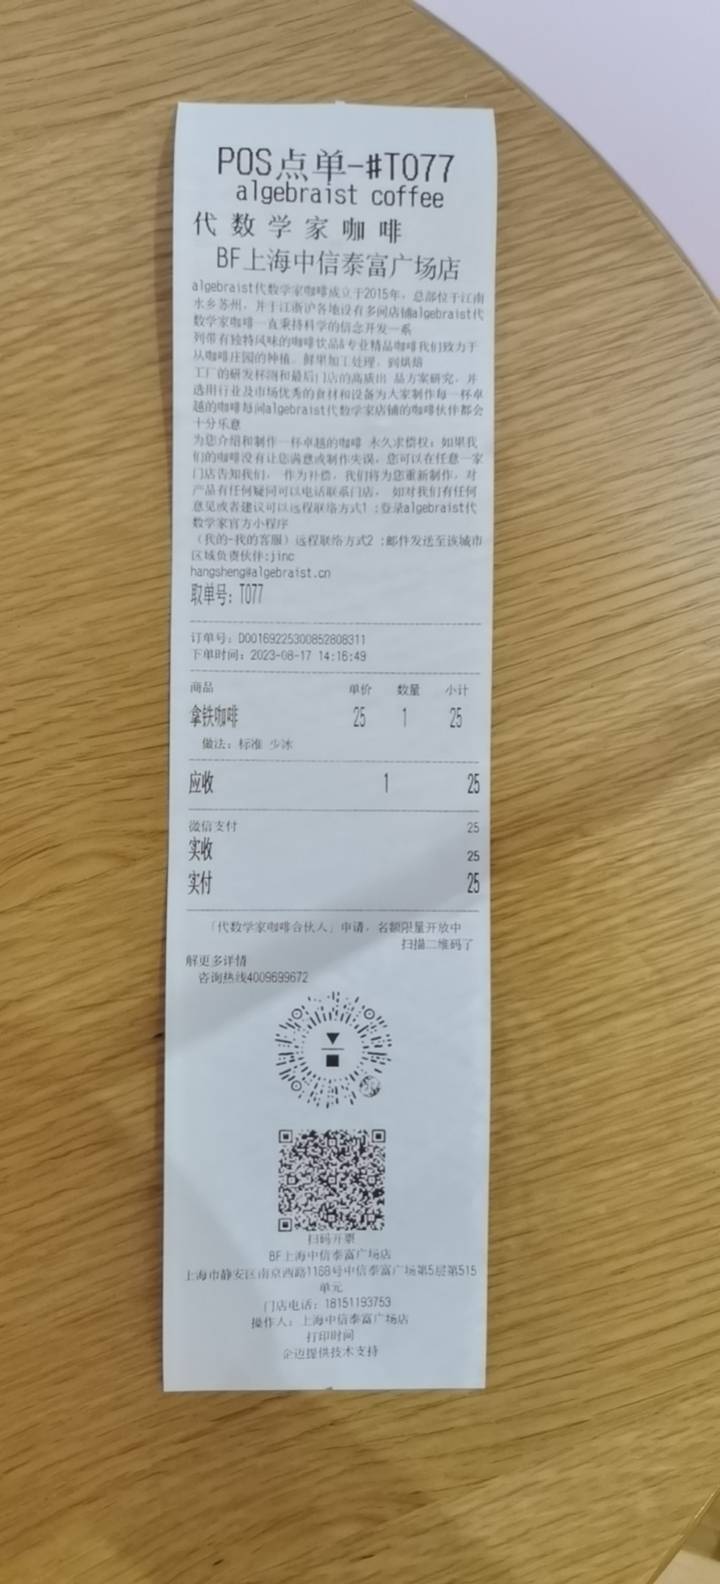 POS点单-#T077
algebraist coffee
代数学家咖啡
BF上海中信泰富广场店
algebraist代数学家咖啡成立于2015年，总部位于江南
水乡苏州，并于江浙沪各地设有多间店铺algebraist代
数学家咖啡一直秉持科学的信念开发一系
列带有独特风味的咖啡饮品&专业精品咖啡我们致力于
从咖啡庄园的种植，鲜果加工处理，到烘焙
工厂的研发杯测和最后门店的高质出 品方案研究，并
选用行业及市场优秀的食材和设备为大家制作每一杯卓
越的咖啡每间algebraist代数学家店铺的咖啡伙伴都会
十分乐意
为您介绍和制作一杯卓越的咖啡 永久求偿权：如果我
们的咖啡没有让您满意或制作失误，您可以在任意一家
门店告知我们， 作为补偿，我们将为您重新制作，对
产品有任何疑问可以电话联系门店， 如对我们有任何
意见或者建议可以远程联络方式1 :登录algebraist代
数学家官方小程序
（我的-我的客服）远程联络方式2 :邮件发送至该城市
区域负责伙伴:jinc
hangsheng@algebraist.cn
取单号：T077
订单号：D00169225300852808311
下单时间：2023-08-17 14:16:49
商品 单价 数量 小计
拿铁咖啡 25 1 25
做法：标准 少冰
应收 1 25
微信支付 25
实收 25
实付 25
「代数学家咖啡合伙人」申请，名额限量开放中
扫描二维码了
解更多详情
咨询热线4009699672
扫码开票
BF上海中信泰富广场店
上海市静安区南京西路1168号中信泰富广场第5层第515
单元
门店电话：18151193753
操作人：上海中信泰富广场店
打印时间
企迈提供技术支持